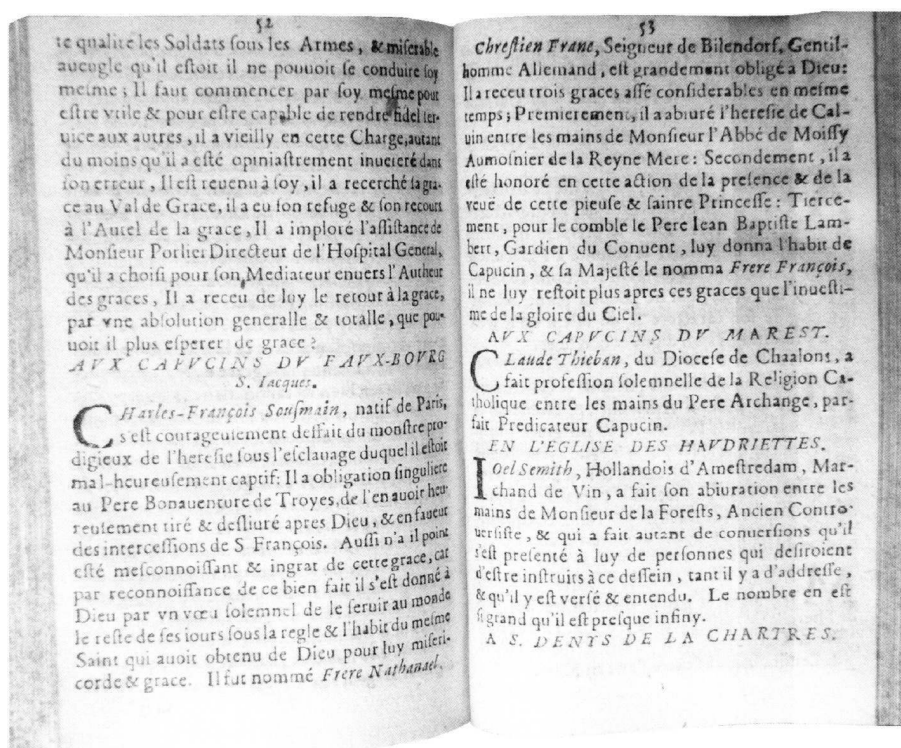 52
te qualité les Soldats sous les Armes, & miserable
aueugle qu'il estoit il ne pouuoit se conduire soy
mesme; Il faut commencer par soy mesme pour
estre vtile & pour estre capable de rendre fidel ser-
uice aux autres, il a vieilly en cette Charge, autant
du moins qu'il a esté opiniastrement inueteré dans
son erreur, Il est reuenu à soy, il a recerché sa gra-
ce au Val de Grace, il a eu son refuge & son recours
à l'Autel de la grace, Il a imploré l'assistance de
Monsieur Porlier Directeur de l'Hospital General,
qu'il a choisi pour son Mediateur enuers l'Autheur
des graces, Il a receu de luy le retour à la grace,
par vne absolution generalle & totalle, que pou-
uoit il plus esperer de grace?
AVX CAPVCINS DV FAVX-BOVRG
S. Iacques.
CHarles-François Sousmain, natif de Paris,
s'est courageusement deffait du monstre pro-
digieux de l'heresie sous l'esclauage duquel il estoit
mal-heureusement captif: Il a obligation singuliere
au Pere Bonauenture de Troyes, de l'en auoir heu-
reusement tiré & desliuré apres Dieu, & en faueur
des intercessions de S François. Aussi n'a il point
esté mesconnoissant & ingrat de cette grace, car
par reconnoissance de ce bien fait il s'est donné à
Dieu par vn vœu solemnel de le seruir au monde
le reste de ses iours sous la regle & l'habit du mesme
Saint qui auoit obtenu de Dieu pour luy miseri-
corde & grace. Il fut nommé Frere Nathanael.
53
Chrestien Frane, Seigneur de Bilendorf, Gentil-
homme Allemand, est grandement obligé a Dieu:
Il a receu trois graces assé considerables en mesme
temps; Premierement, il a abiuré l'heresie de Cal-
uin entre les mains de Monsieur l'Abbé de Moissy
Aumosnier de la Reyne Mere: Secondement, il a
esté honoré en cette action de la presence & de la
veuë de cette pieuse & sainte Princesse: Tierce-
ment, pour le comble le Pere Iean Baptiste Lam-
bert, Gardien du Conuent, luy donna l'habit de
Capucin, & sa Majesté le nomma Frere François,
il ne luy restoit plus apres ces graces que l'inuesti-
me de la gloire du Ciel.
AVX CAPVCINS DV MAREST.
CLaude Thieban, du Diocese de Chaalons, a
fait profession solemnelle de la Religion Ca-
tholique entre les mains du Pere Archange, par-
fait Predicateur Capucin.
EN L'EGLISE DES HAVDRIETTES.
IOel Semith, Hollandois d'Amestredam, Mar-
chand de Vin, a fait son abiuration entre les
mains de Monsieur de la Forests, Ancien Contro-
uersiste, & qui a fait autant de conuersions qu'il
s'est presenté à luy de personnes qui desiroient
d'estre instruits à ce dessein, tant il y a d'addresse,
& qu'il y est versé & entendu. Le nombre en est
si grand qu'il est presque infiny.
A S. DENYS DE LA CHARTRES.